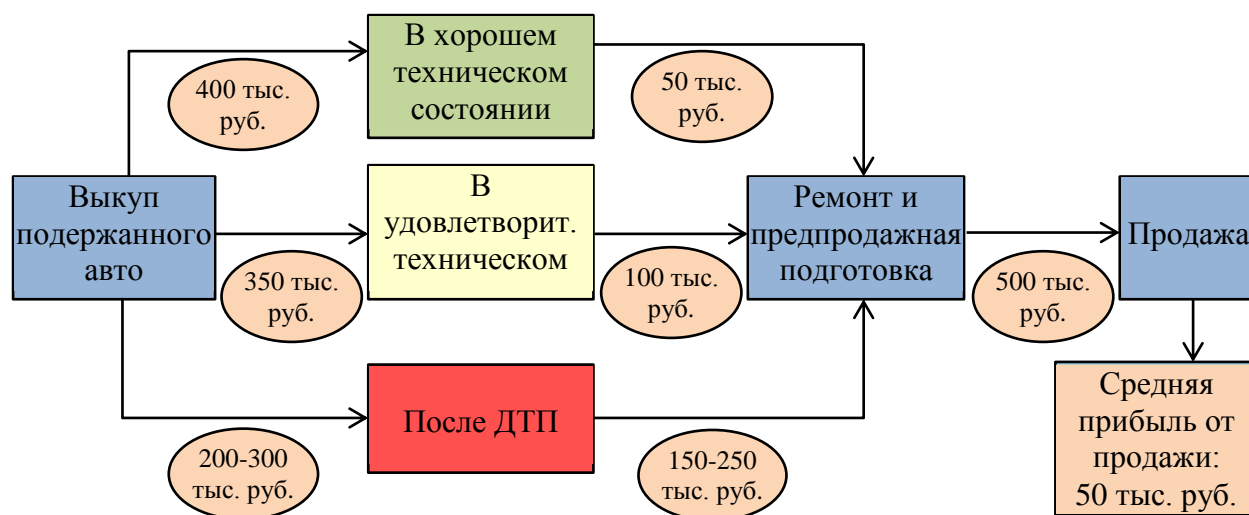 В хорошем
техническом
состоянии
400 тыс.
руб.
50 тыс.
руб.
Выкуп
подержанного
авто
В
удовлетворит.
техническом
Ремонт и
предпродажная
подготовка
Продажа
350 тыс.
руб.
100 тыс.
руб.
500 тыс.
руб.
После ДТП
200-300
тыс. руб.
150-250
тыс. руб.
Средняя
прибыль от
продажи:
50 тыс. руб.